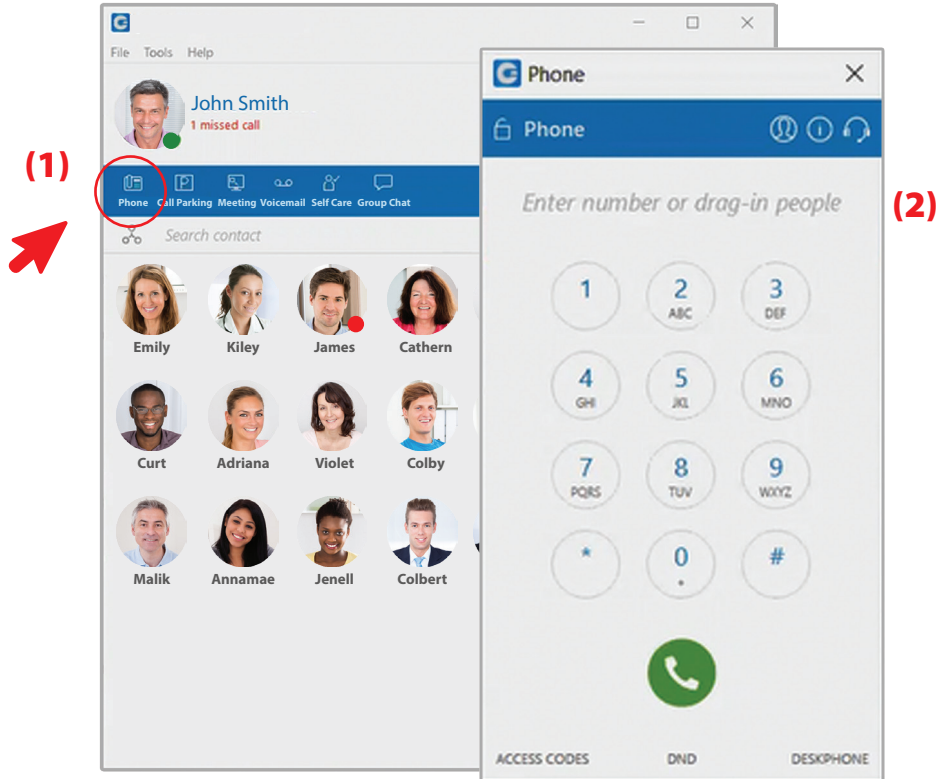 File Tools Help
John Smith
1 missed call
(1)
Phone Call Parking Meeting Voicemail Self Care Group Chat
Search contact
Emily Kiley James Cathern
Curt Adriana Violet Colby
Malik Annamae Jenell Colbert
Phone
Phone
Enter number or drag-in people
(2)
1 2 3
ABC DEF
4 5 6
GHI JKL MNO
7 8 9
PQRS TUV WXYZ
* 0 #
ACCESS CODES DND DESKPHONE